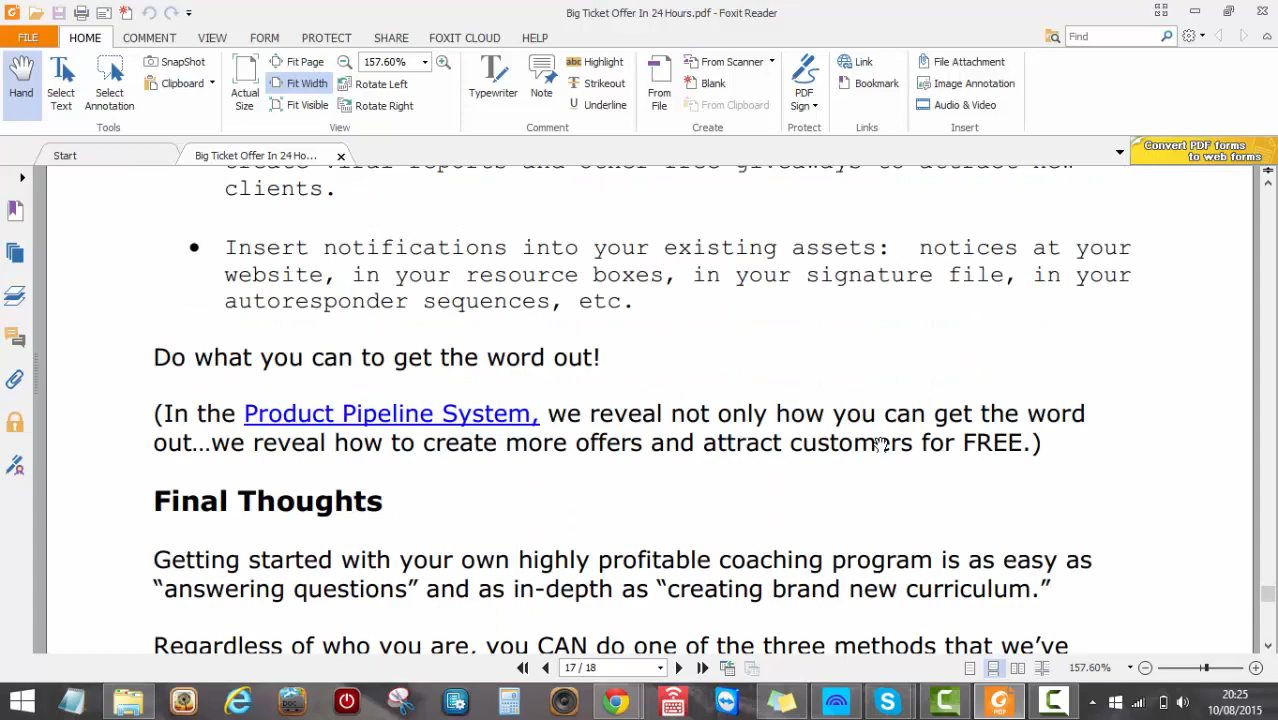 Big Ticket Offer In 24 Hours.pdf - Foxit Reader
FILE HOME COMMENT VIEW FORM PROTECT SHARE FOXIT CLOUD HELP Find
Hand
Select Text
Select Annotation
SnapShot
Clipboard
Tools
Actual Size
Fit Page
Fit Width
Fit Visible
157.60%
Rotate Left
Rotate Right
View
Typewriter
Note
Highlight
Strikeout
Underline
Comment
From File
From Scanner
Blank
From Clipboard
Create
PDF Sign
Protect
Link
Bookmark
Links
File Attachment
Image Annotation
Audio & Video
Insert
Start
Big Ticket Offer In 24 Ho...
Convert PDF forms
to web forms
create viral reports and other free giveaways to attract new
clients.
• Insert notifications into your existing assets: notices at your
website, in your resource boxes, in your signature file, in your
autoresponder sequences, etc.
Do what you can to get the word out!
(In the Product Pipeline System, we reveal not only how you can get the word
out…we reveal how to create more offers and attract customers for FREE.)
Final Thoughts
Getting started with your own highly profitable coaching program is as easy as
“answering questions” and as in-depth as “creating brand new curriculum.”
Regardless of who you are, you CAN do one of the three methods that we’ve
17 / 18
157.60%
20:25
10/08/2015